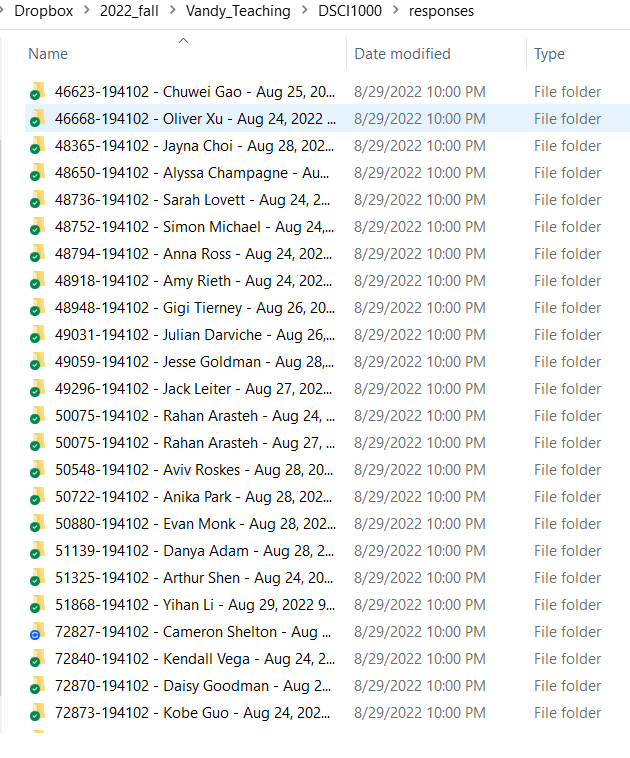 Dropbox > 2022_fall > Vandy_Teaching > DSCI1000 > responses
Name Date modified Type
46623-194102 - Chuwei Gao - Aug 25, 20... 8/29/2022 10:00 PM File folder
46668-194102 - Oliver Xu - Aug 24, 2022 ... 8/29/2022 10:00 PM File folder
48365-194102 - Jayna Choi - Aug 28, 202... 8/29/2022 10:00 PM File folder
48650-194102 - Alyssa Champagne - Au... 8/29/2022 10:00 PM File folder
48736-194102 - Sarah Lovett - Aug 24, 2... 8/29/2022 10:00 PM File folder
48752-194102 - Simon Michael - Aug 24,... 8/29/2022 10:00 PM File folder
48794-194102 - Anna Ross - Aug 24, 202... 8/29/2022 10:00 PM File folder
48918-194102 - Amy Rieth - Aug 24, 202... 8/29/2022 10:00 PM File folder
48948-194102 - Gigi Tierney - Aug 26, 20... 8/29/2022 10:00 PM File folder
49031-194102 - Julian Darviche - Aug 26,... 8/29/2022 10:00 PM File folder
49059-194102 - Jesse Goldman - Aug 28,... 8/29/2022 10:00 PM File folder
49296-194102 - Jack Leiter - Aug 27, 202... 8/29/2022 10:00 PM File folder
50075-194102 - Rahan Arasteh - Aug 24, ... 8/29/2022 10:00 PM File folder
50075-194102 - Rahan Arasteh - Aug 27, ... 8/29/2022 10:00 PM File folder
50548-194102 - Aviv Roskes - Aug 28, 20... 8/29/2022 10:00 PM File folder
50722-194102 - Anika Park - Aug 28, 202... 8/29/2022 10:00 PM File folder
50880-194102 - Evan Monk - Aug 28, 202... 8/29/2022 10:00 PM File folder
51139-194102 - Danya Adam - Aug 28, 2... 8/29/2022 10:00 PM File folder
51325-194102 - Arthur Shen - Aug 24, 20... 8/29/2022 10:00 PM File folder
51868-194102 - Yihan Li - Aug 29, 2022 9... 8/29/2022 10:00 PM File folder
72827-194102 - Cameron Shelton - Aug ... 8/29/2022 10:00 PM File folder
72840-194102 - Kendall Vega - Aug 24, 2... 8/29/2022 10:00 PM File folder
72870-194102 - Daisy Goodman - Aug 2... 8/29/2022 10:00 PM File folder
72873-194102 - Kobe Guo - Aug 24, 202... 8/29/2022 10:00 PM File folder